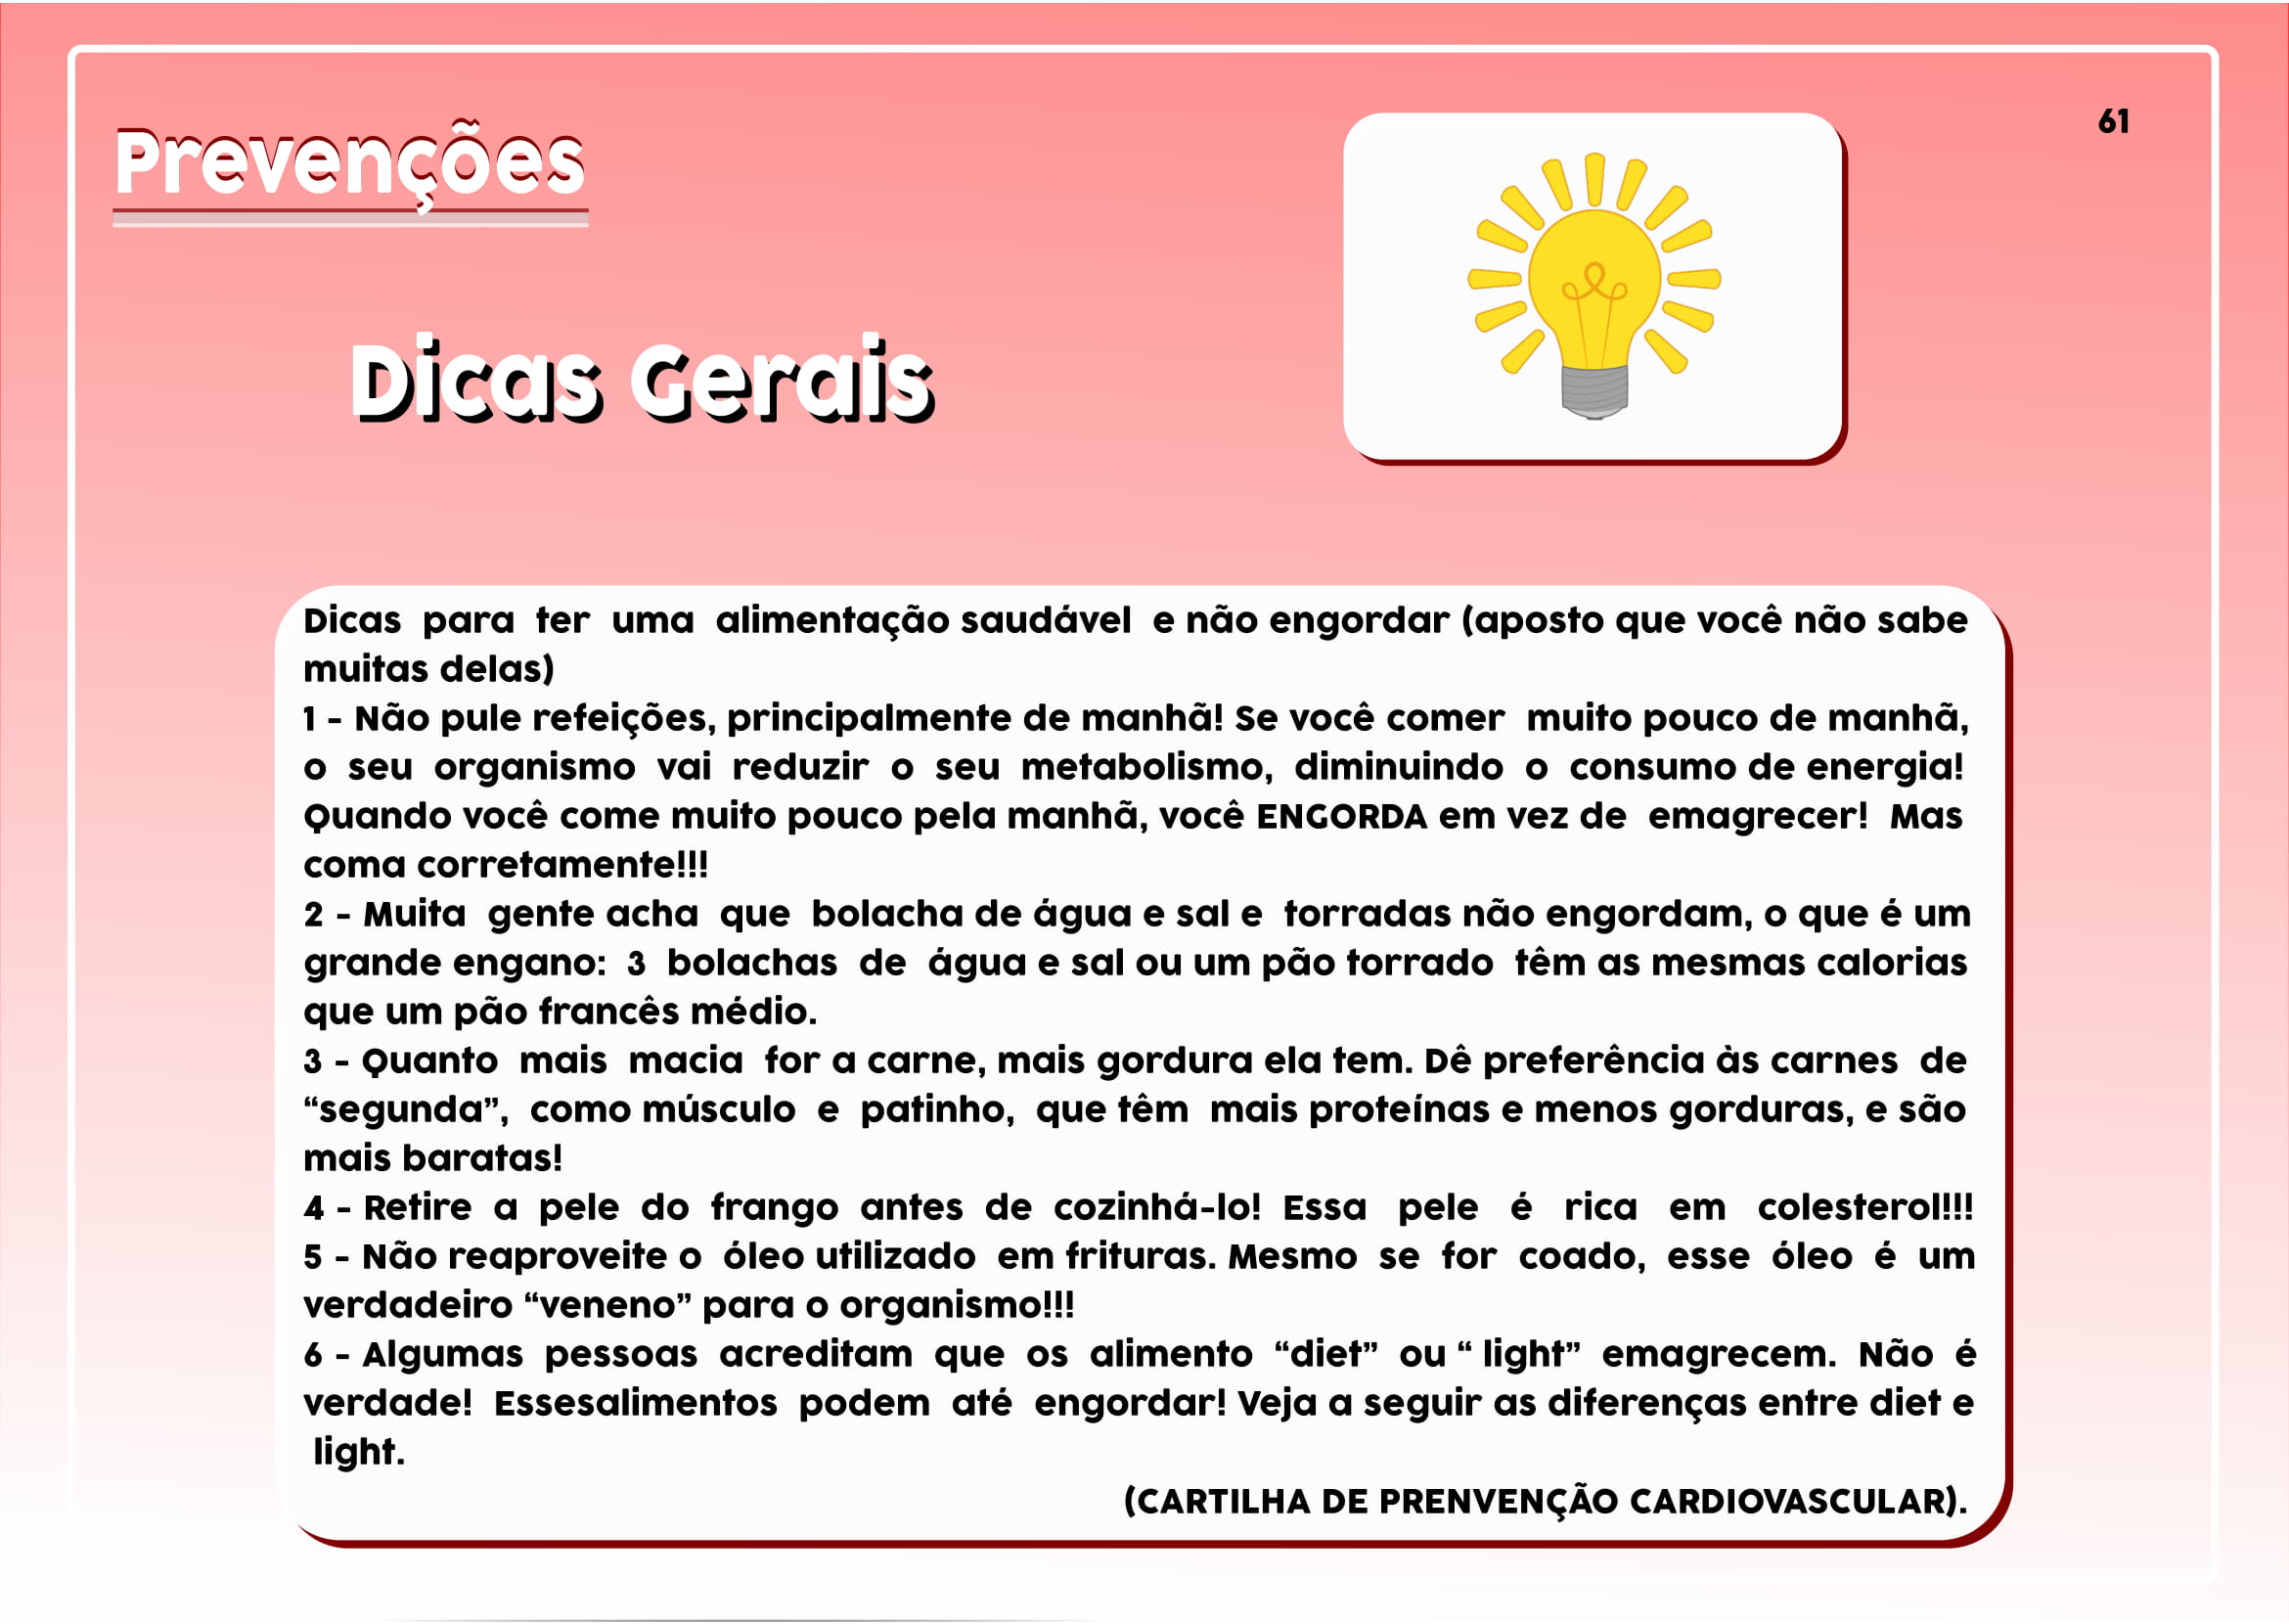 61
Prevenções
Dicas Gerais
Dicas para ter uma alimentação saudável e não engordar (aposto que você não sabe
muitas delas)
1 - Não pule refeições, principalmente de manhã! Se você comer muito pouco de manhã,
o seu organismo vai reduzir o seu metabolismo, diminuindo o consumo de energia!
Quando você come muito pouco pela manhã, você ENGORDA em vez de emagrecer! Mas
coma corretamente!!!
2 - Muita gente acha que bolacha de água e sal e torradas não engordam, o que é um
grande engano: 3 bolachas de água e sal ou um pão torrado têm as mesmas calorias
que um pão francês médio.
3 - Quanto mais macia for a carne, mais gordura ela tem. Dê preferência às carnes de
“segunda”, como músculo e patinho, que têm mais proteínas e menos gorduras, e são
mais baratas!
4 - Retire a pele do frango antes de cozinhá-lo! Essa pele é rica em colesterol!!!
5 - Não reaproveite o óleo utilizado em frituras. Mesmo se for coado, esse óleo é um
verdadeiro “veneno” para o organismo!!!
6 - Algumas pessoas acreditam que os alimento “diet” ou “ light” emagrecem. Não é
verdade! Essesalimentos podem até engordar! Veja a seguir as diferenças entre diet e
light.
(CARTILHA DE PRENVENÇÃO CARDIOVASCULAR).